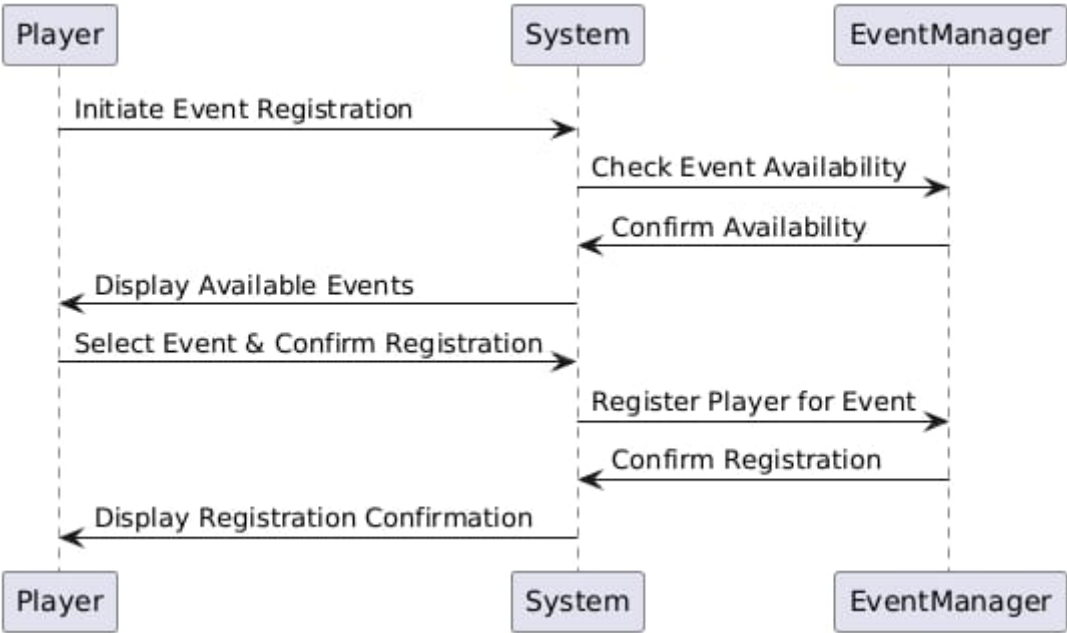 Player
System
EventManager
Initiate Event Registration
Check Event Availability
Confirm Availability
Display Available Events
Select Event & Confirm Registration
Register Player for Event
Confirm Registration
Display Registration Confirmation
Player
System
EventManager